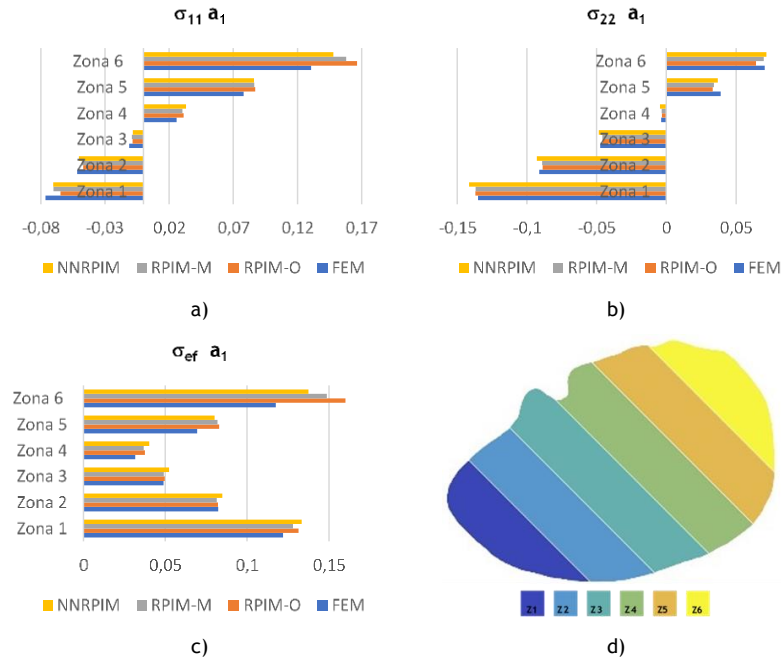 σ11 a1
Zona 6
Zona 5
Zona 4
Zona 3
Zona 2
Zona 1
-0,08 -0,03 0,02 0,07 0,12 0,17
NNRPIM RPIM-M RPIM-O FEM
a)
σ22 a1
Zona 6
Zona 5
Zona 4
Zona 3
Zona 2
Zona 1
-0,15 -0,1 -0,05 0 0,05
NNRPIM RPIM-M RPIM-O FEM
b)
σef a1
Zona 6
Zona 5
Zona 4
Zona 3
Zona 2
Zona 1
0 0,05 0,1 0,15
NNRPIM RPIM-M RPIM-O FEM
c)
Z1 Z2 Z3 Z4 Z5 Z6
d)